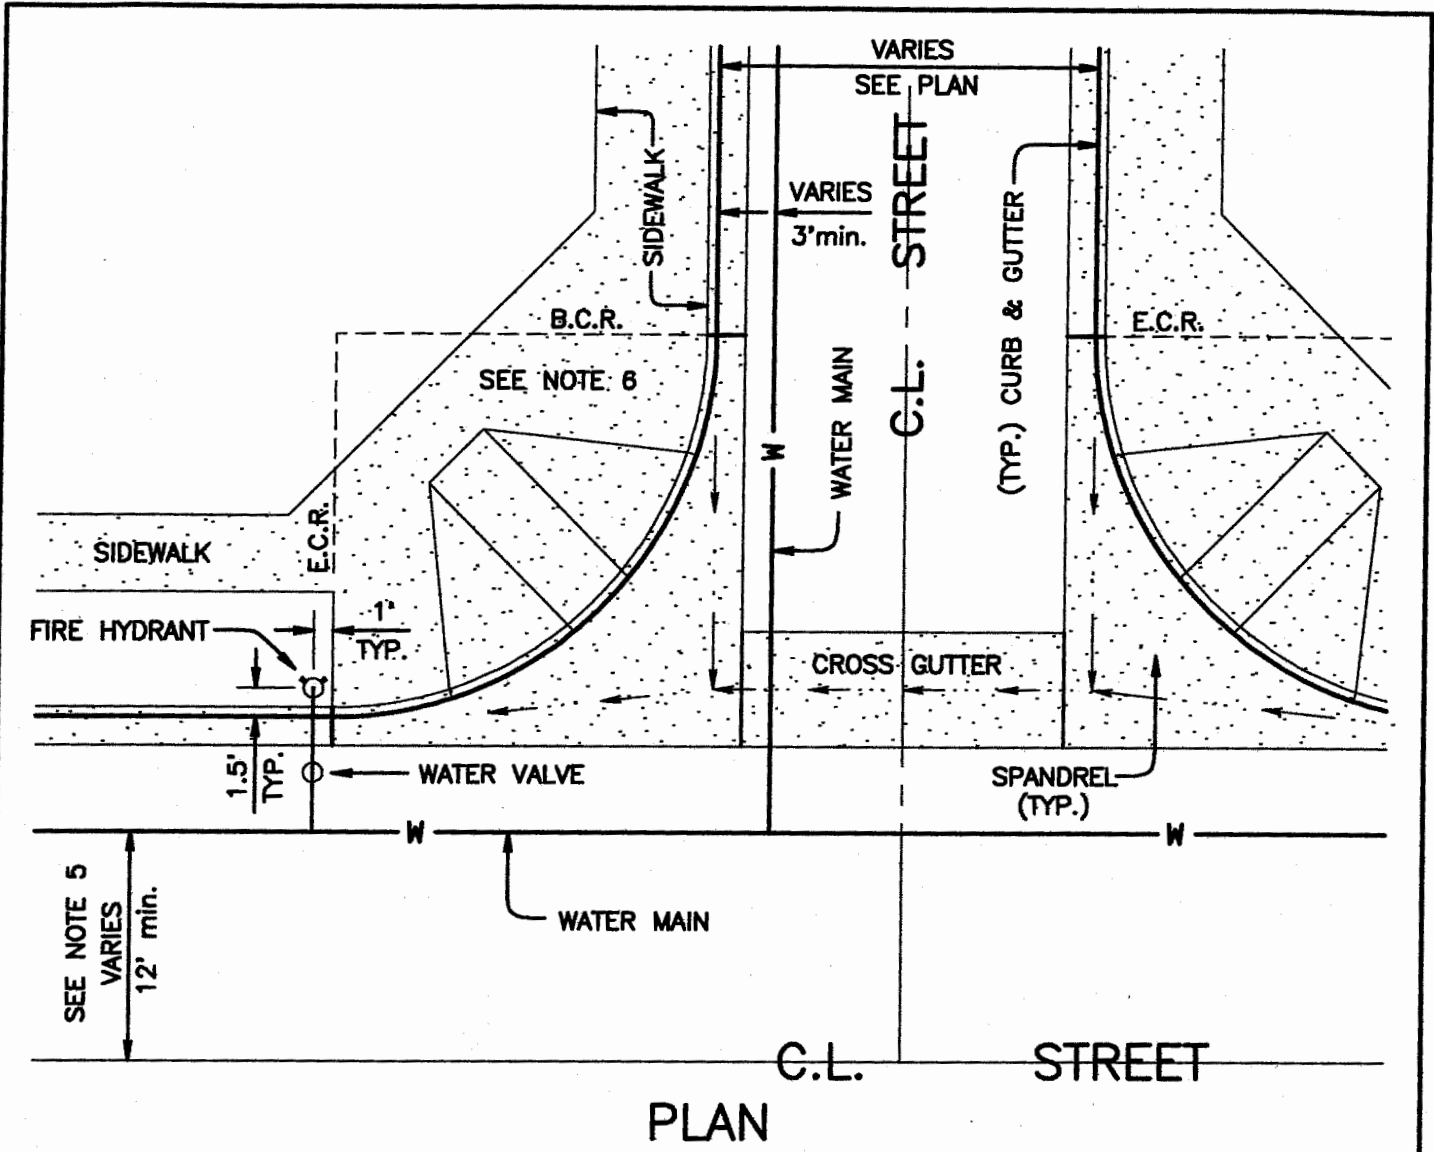 VARIES
SEE PLAN
SIDEWALK
VARIES
3'min.
C.L. STREET
(TYP.) CURB & GUTTER
B.C.R.
E.C.R.
SEE NOTE 6
WATER MAIN
W
SIDEWALK
E.C.R.
FIRE HYDRANT
1'
TYP.
CROSS GUTTER
1.5'
TYP.
WATER VALVE
SPANDREL
(TYP.)
W
W
SEE NOTE 5
VARIES
12' min.
WATER MAIN
C.L. STREET
PLAN